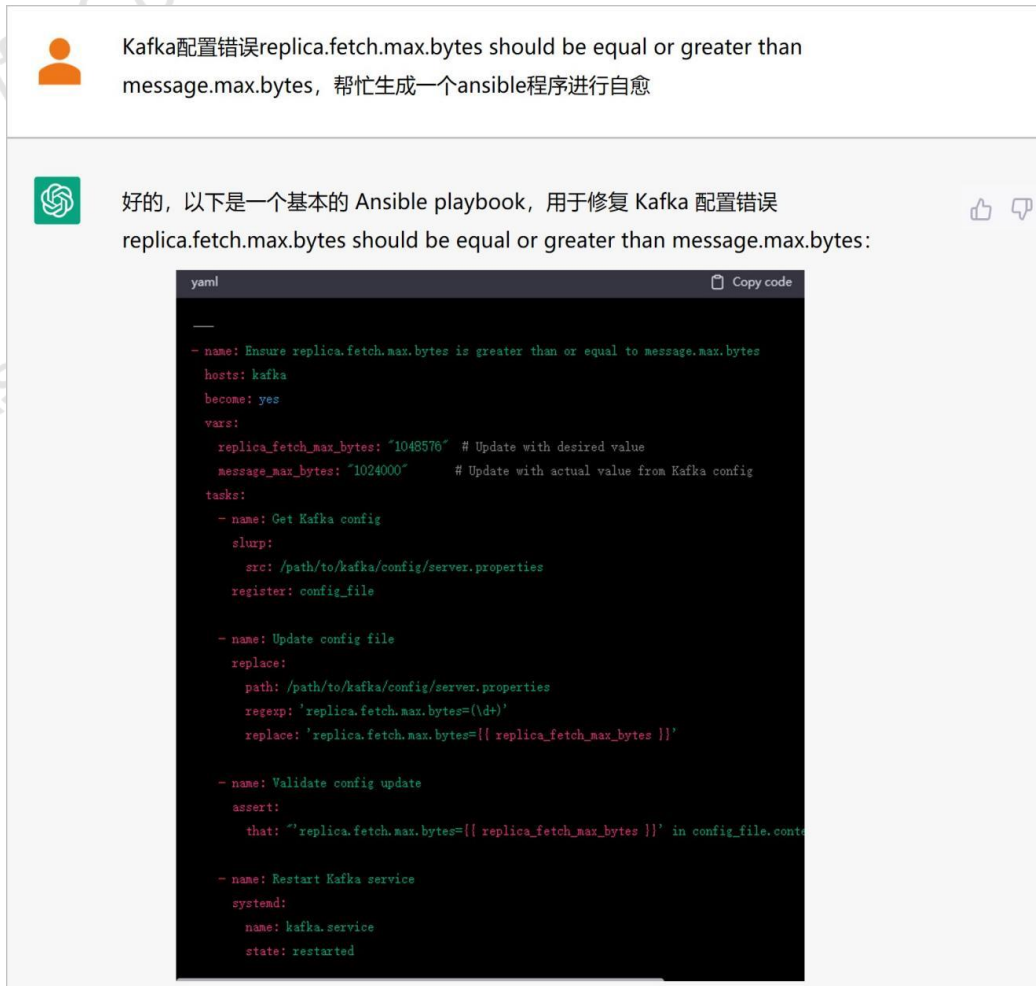 Kafka配置错误replica.fetch.max.bytes should be equal or greater than
message.max.bytes，帮忙生成一个ansible程序进行自愈
好的，以下是一个基本的 Ansible playbook，用于修复 Kafka 配置错误
replica.fetch.max.bytes should be equal or greater than message.max.bytes：
yaml Copy code
---
- name: Ensure replica.fetch.max.bytes is greater than or equal to message.max.bytes
  hosts: kafka
  become: yes
  vars:
    replica_fetch_max_bytes: "1048576"  # Update with desired value
    message_max_bytes: "1024000"        # Update with actual value from Kafka config
  tasks:
    - name: Get Kafka config
      slurp:
        src: /path/to/kafka/config/server.properties
      register: config_file
    - name: Update config file
      replace:
        path: /path/to/kafka/config/server.properties
        regexp: 'replica.fetch.max.bytes=(\d+)'
        replace: 'replica.fetch.max.bytes={{ replica_fetch_max_bytes }}'
    - name: Validate config update
      assert:
        that: "'replica.fetch.max.bytes={{ replica_fetch_max_bytes }}' in config_file.conte
    - name: Restart Kafka service
      systemd:
        name: kafka.service
        state: restarted